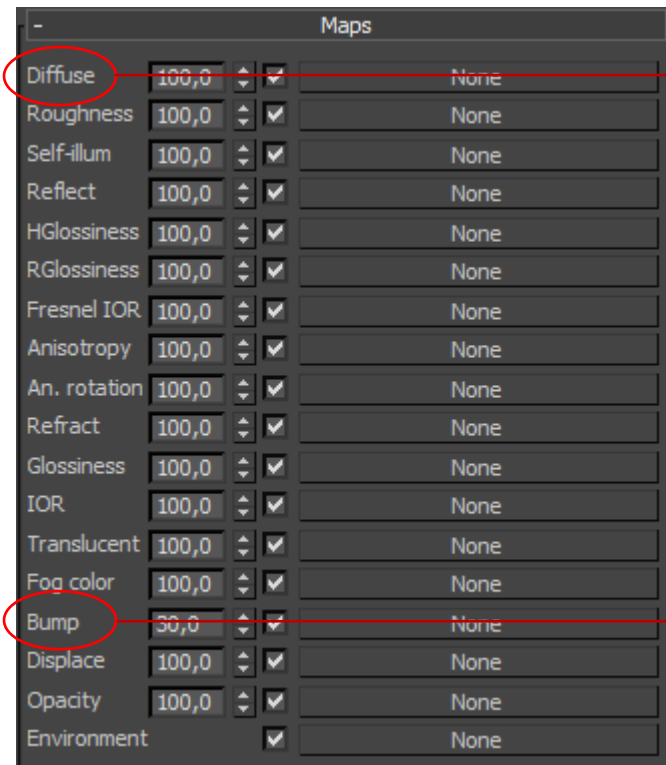 - Maps
Diffuse 100,0 None
Roughness 100,0 None
Self-illum 100,0 None
Reflect 100,0 None
HGlossiness 100,0 None
RGlossiness 100,0 None
Fresnel IOR 100,0 None
Anisotropy 100,0 None
An. rotation 100,0 None
Refract 100,0 None
Glossiness 100,0 None
IOR 100,0 None
Translucent 100,0 None
Fog color 100,0 None
Bump 30,0 None
Displace 100,0 None
Opacity 100,0 None
Environment None